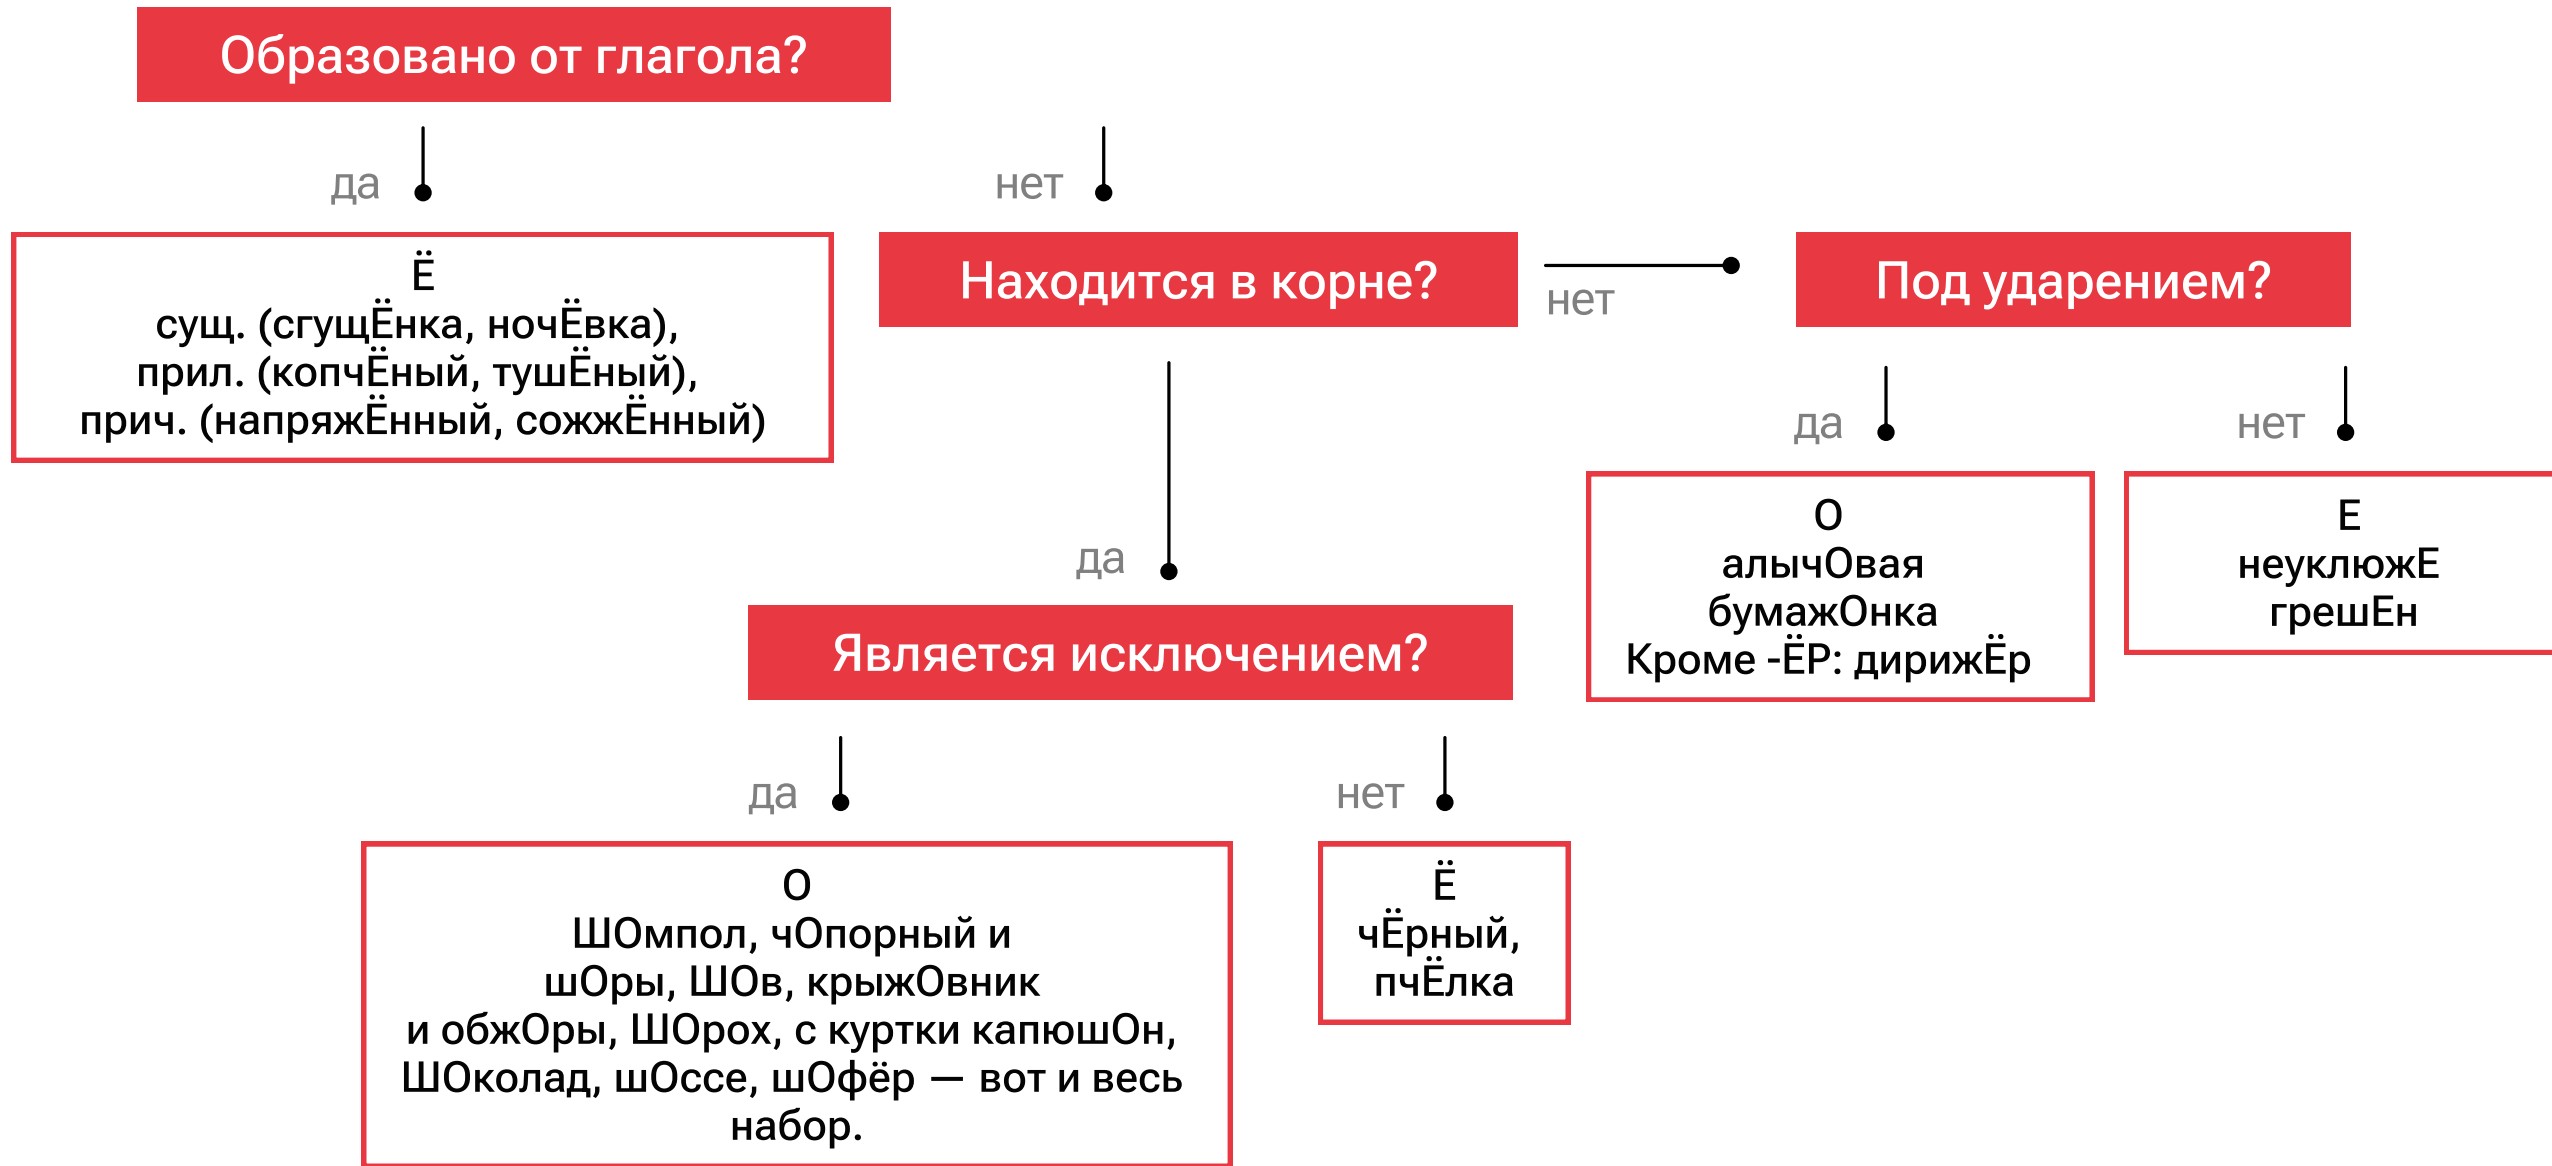 Образовано от глагола?
да
нет
Ё
сущ. (сгущЁнка, ночЁвка),
прил. (копчЁный, тушЁный),
прич. (напряжЁнный, сожжЁнный)
Находится в корне?
нет
Под ударением?
да
нет
О
алычОвая
бумажОнка
Кроме -ЁР: дирижЁр
Е
неуклюжЕ
грешЕн
да
Является исключением?
да
нет
О
ШОмпол, чОпорный и
шОры, ШОв, крыжОвник
и обжОры, ШОрох, с куртки капюшОн,
ШОколад, шОссе, шОфёр — вот и весь
набор.
Ё
чЁрный,
пчЁлка